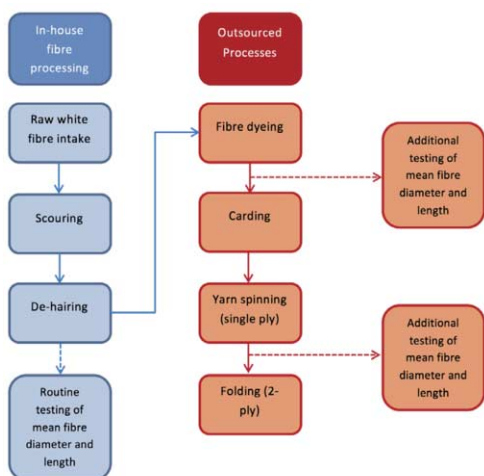 In-house
fibre
processing
Outsourced
Processes
Raw white
fibre intake
Scouring
De-hairing
Routine
testing of
mean fibre
diameter and
length
Fibre dyeing
Carding
Yarn spinning
(single ply)
Folding (2-
ply)
Additional
testing of
mean fibre
diameter and
length
Additional
testing of
mean fibre
diameter and
length